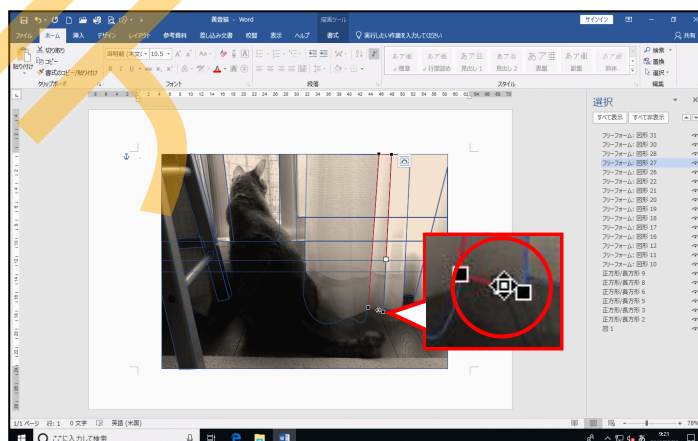 黄昏猫 - Word
描画ツール
サインイン
ファイル ホーム 挿入 デザイン レイアウト 参考資料 差し込み文書 校閲 表示 ヘルプ 書式 実行したい作業を入力してください 共有
貼り付け
切り取り
コピー
書式のコピー/貼り付け
10.5
検索
置換
選択
標準 行間詰め 見出し 1 見出し 2 表題 副題 斜体
クリップボード フォント 段落 スタイル 編集
選択
すべて表示 すべて非表示
フリーフォーム: 図形 31
フリーフォーム: 図形 30
フリーフォーム: 図形 28
フリーフォーム: 図形 27
フリーフォーム: 図形 26
フリーフォーム: 図形 22
フリーフォーム: 図形 21
フリーフォーム: 図形 20
フリーフォーム: 図形 19
フリーフォーム: 図形 18
フリーフォーム: 図形 17
フリーフォーム: 図形 16
フリーフォーム: 図形 12
フリーフォーム: 図形 11
フリーフォーム: 図形 10
正方形/長方形 9
正方形/長方形 8
正方形/長方形 6
正方形/長方形 5
正方形/長方形 3
正方形/長方形 2
図 1
1/1 ページ 行: 1 0 文字 英語 (米国)
ここに入力して検索
9:21